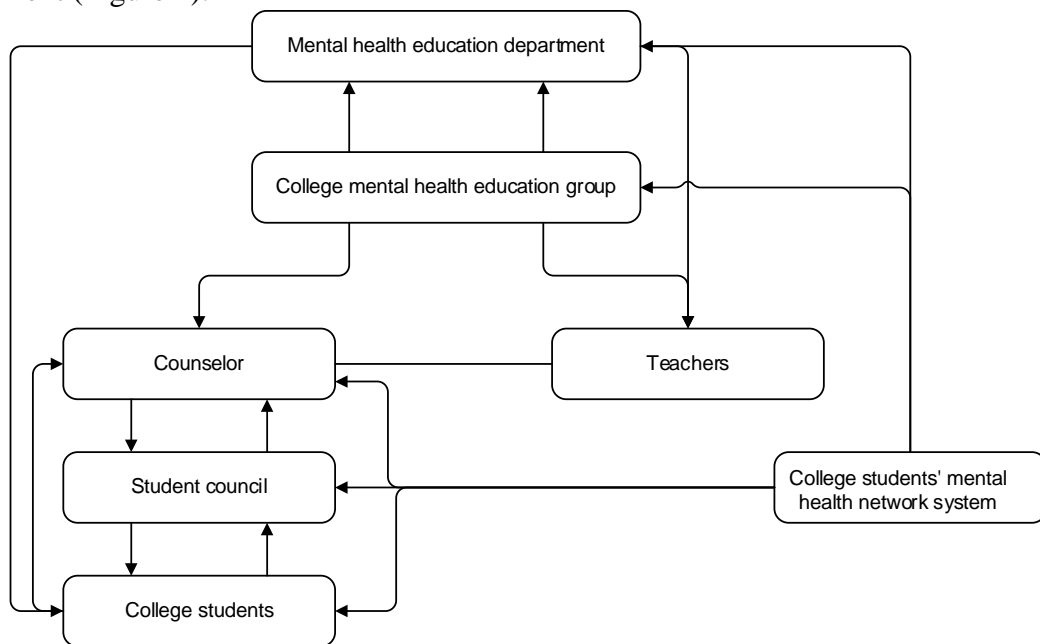 Mental health education department
College mental health education group
Counselor
Teachers
Student council
College students' mental
health network system
College students